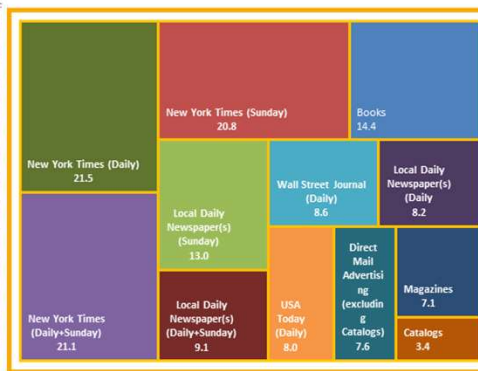 New York Times (Daily)
21.5
New York Times (Sunday)
20.8
Books
14.4
New York Times
(Daily+Sunday)
21.1
Local Daily
Newspaper(s)
(Sunday)
13.0
Wall Street Journal
(Daily)
8.6
Local Daily
Newspaper(s)
(Daily
8.2
Local Daily
Newspaper(s)
(Daily+Sunday)
9.1
USA
Today
(Daily)
8.0
Direct
Mail
Advertisi
ng
(excludin
g
Catalogs)
7.6
Magazines
7.1
Catalogs
3.4